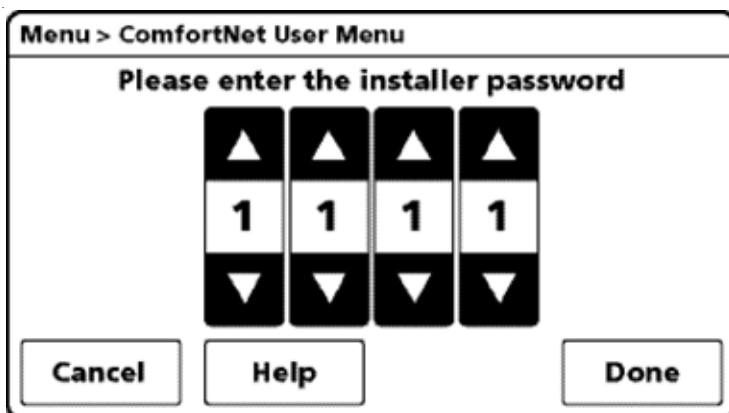 Menu > ComfortNet User Menu
Please enter the installer password
1 1 1 1
Cancel Help Done